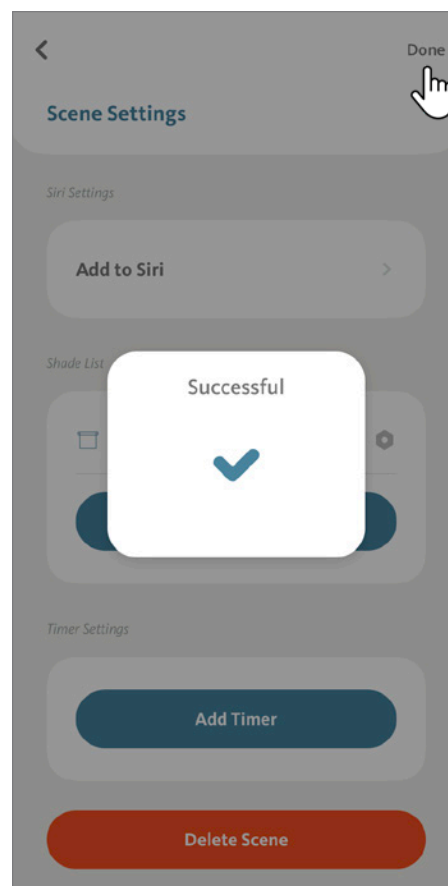 Done
Scene Settings
Siri Settings
Add to Siri
Shade List
Successful
Timer Settings
Add Timer
Delete Scene